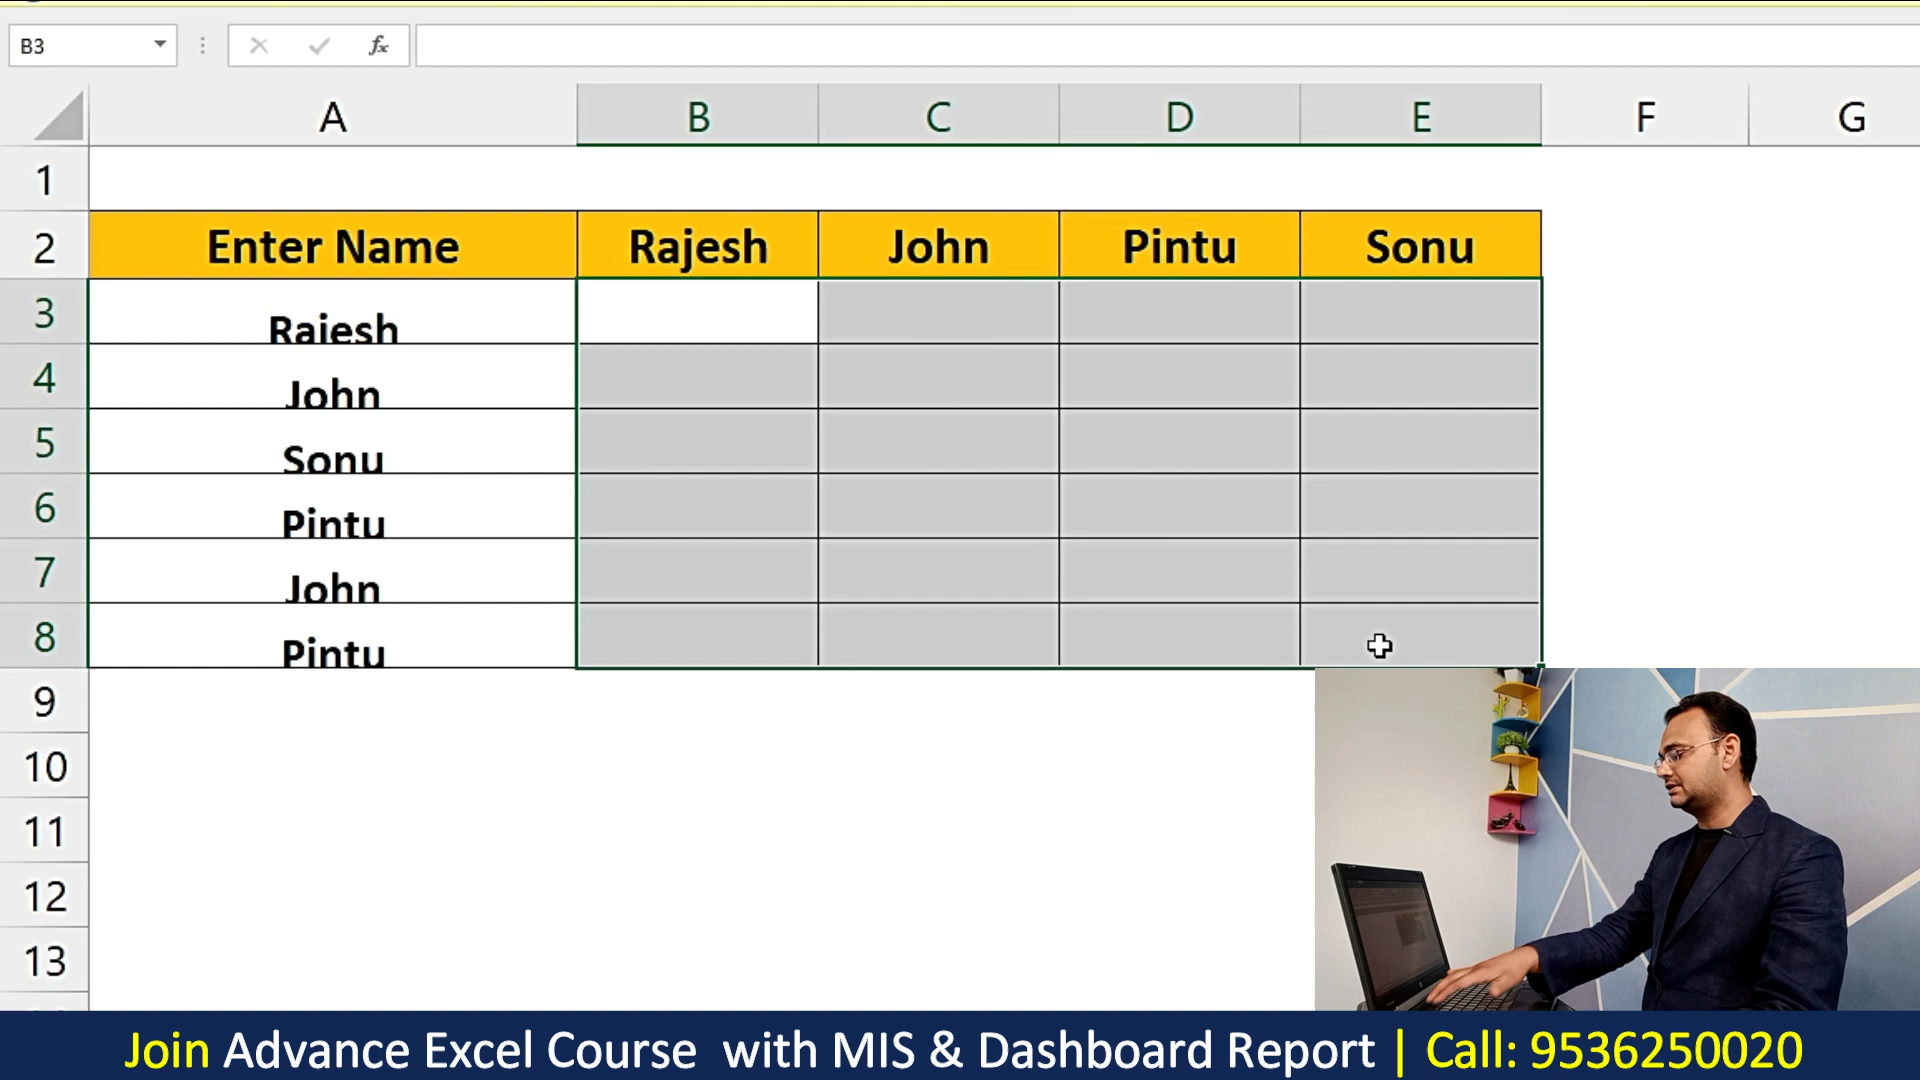 B3 fx
A B C D E F G
1
2 Enter Name Rajesh John Pintu Sonu
3 Rajesh
4 John
5 Sonu
6 Pintu
7 John
8 Pintu
9
10
11
12
13
Join Advance Excel Course with MIS & Dashboard Report | Call: 9536250020